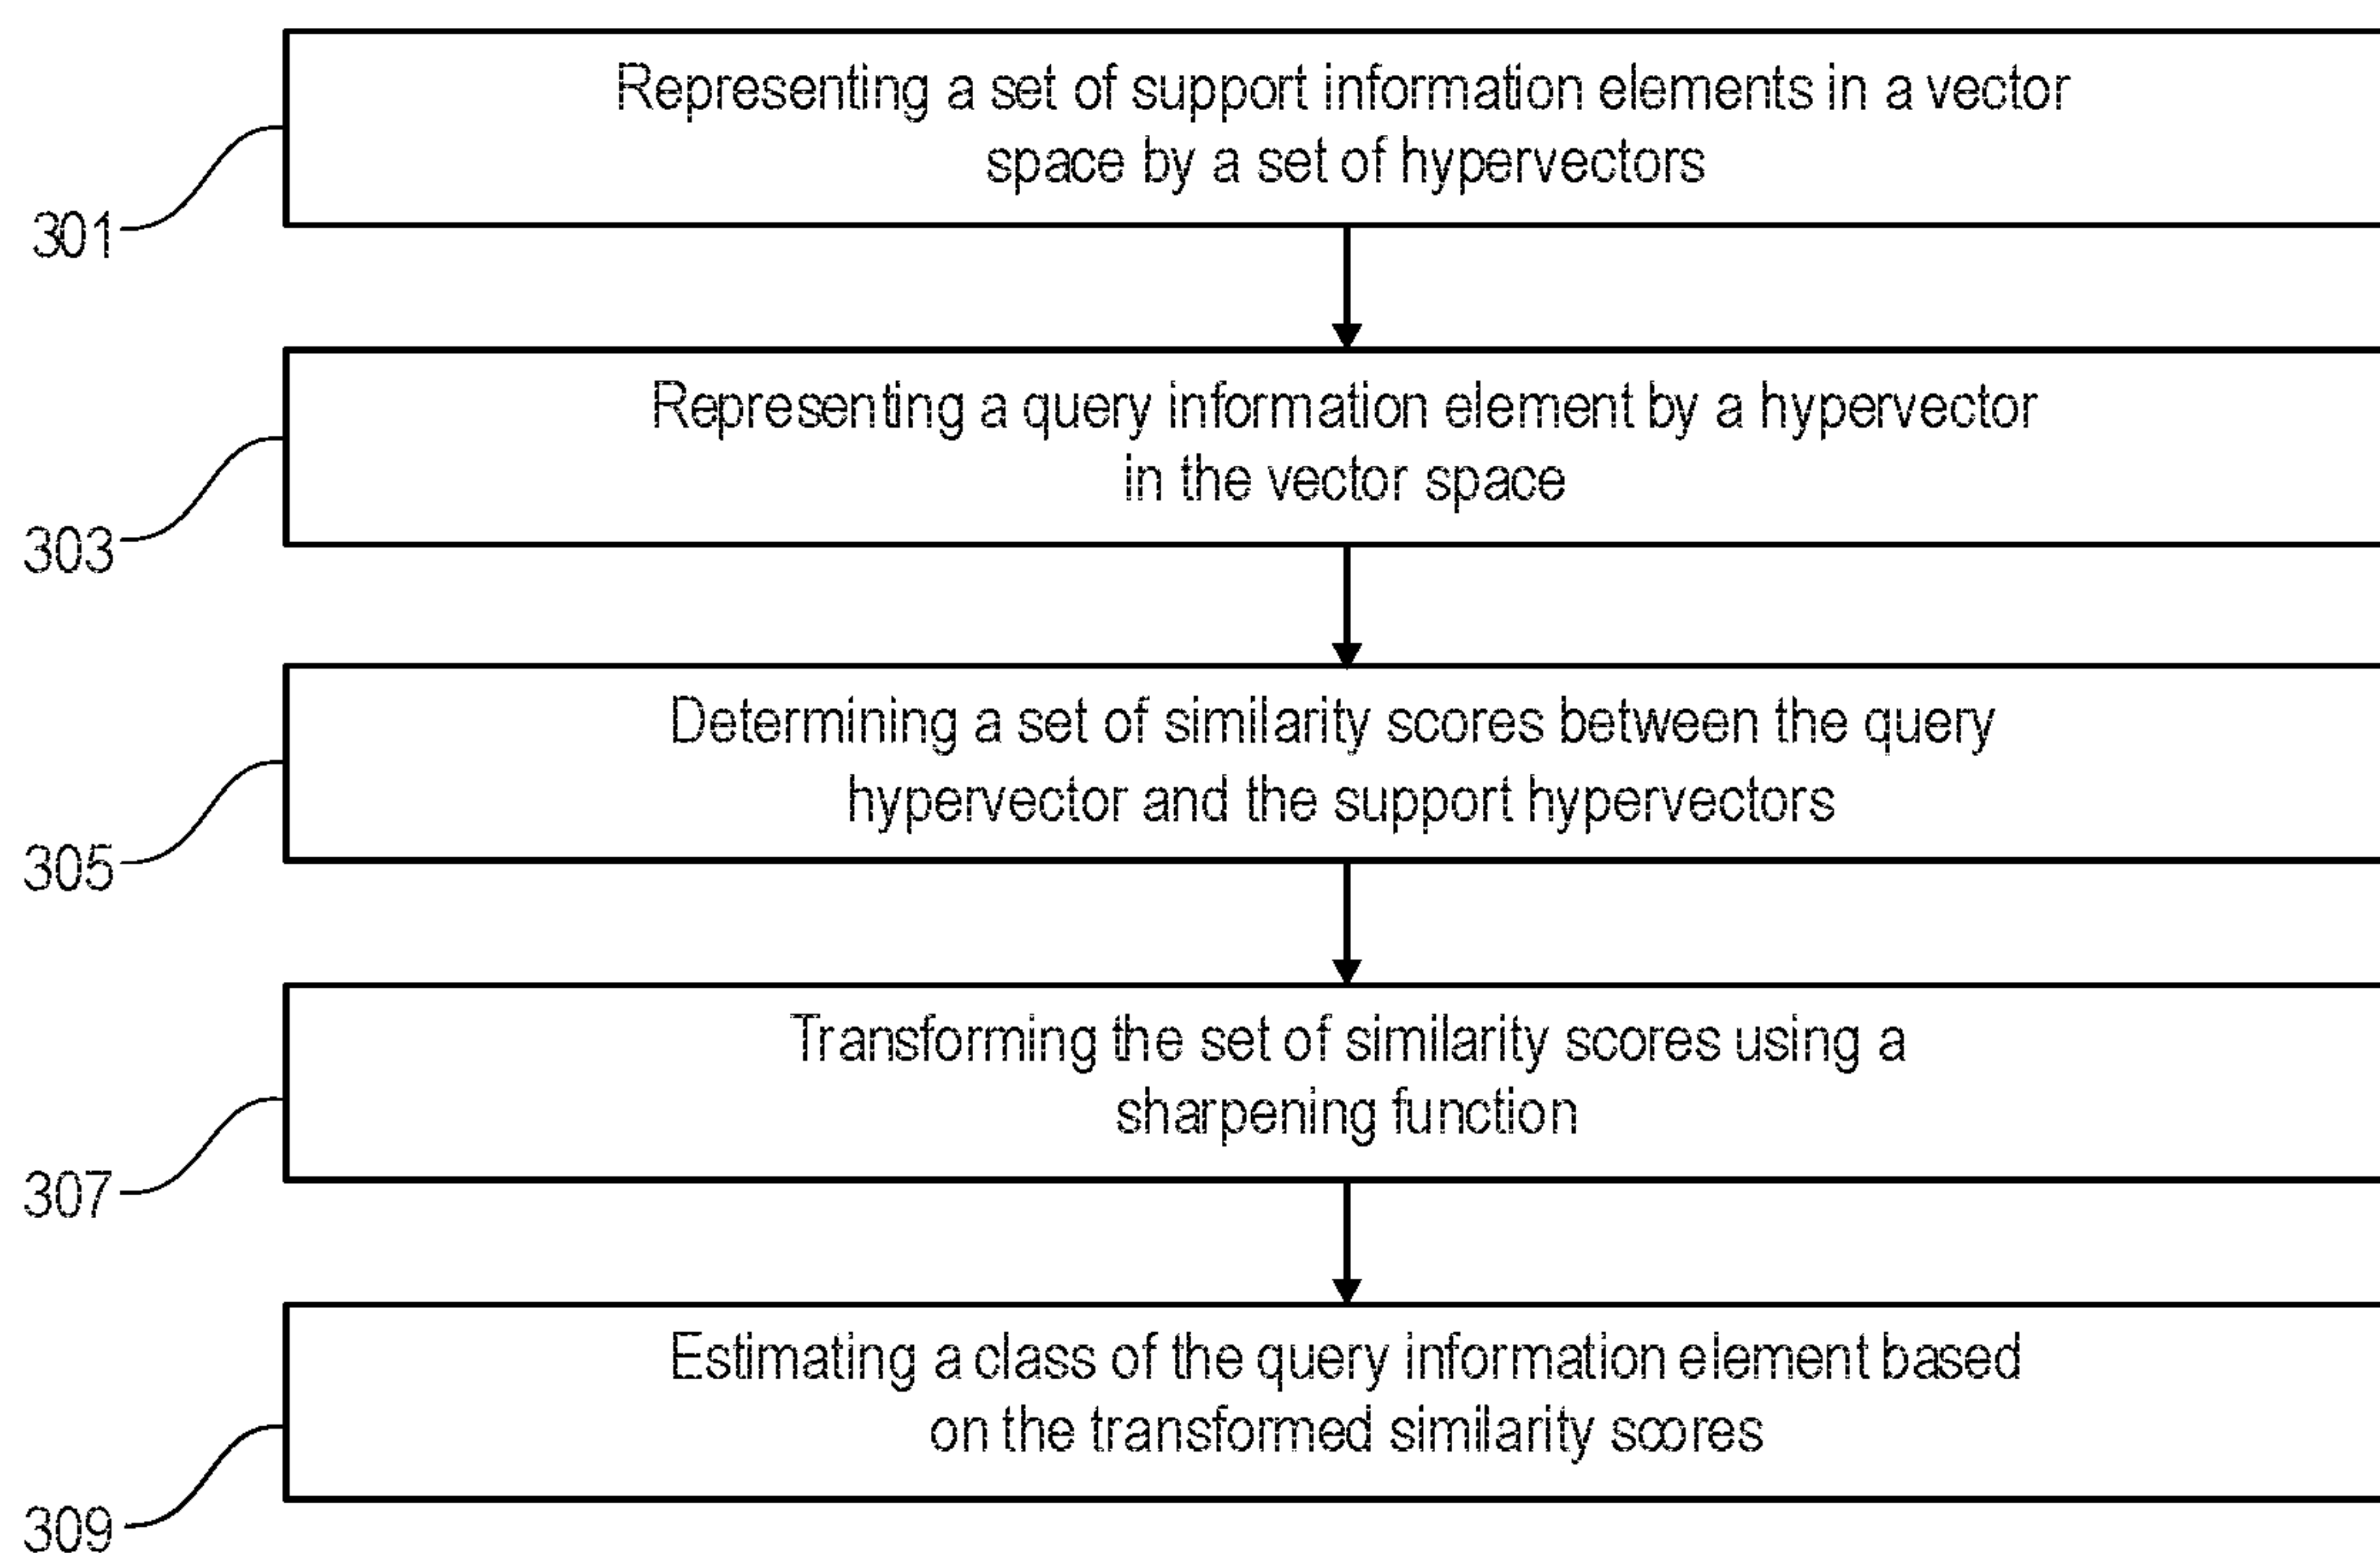 Representing a set of support information elements in a vector
space by a set of hypervectors
301
Representing a query information element by a hypervector
in the vector space
303
Determining a set of similarity scores between the query
hypervector and the support hypervectors
305
Transforming the set of similarity scores using a
sharpening function
307
Estimating a class of the query information element based
on the transformed similarity scores
309